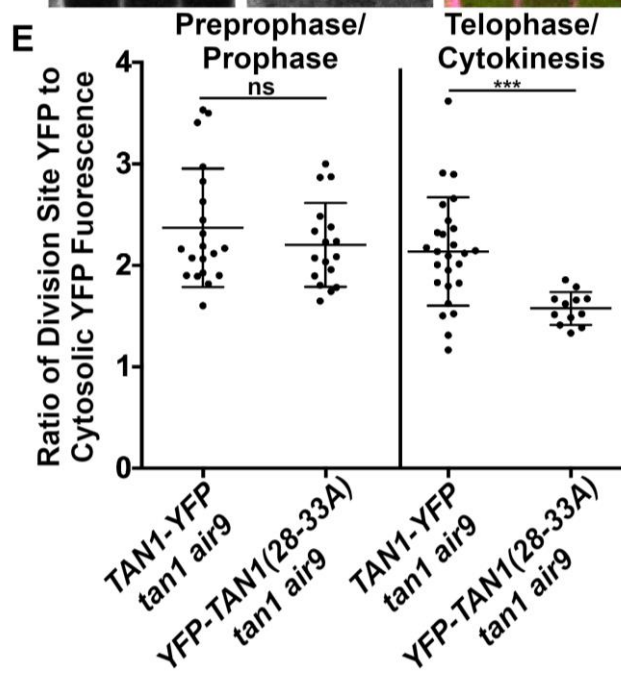 E
Preprophase/
Prophase
Telophase/
Cytokinesis
Ratio of Division Site YFP to
Cytosolic YFP Fuorescence
4
3
2
1
0
ns
***
TAN1-YFP
tan1 air9
YFP-TAN1(28-33A)
tan1 air9
TAN1-YFP
tan1 air9
YFP-TAN1(28-33A)
tan1 air9